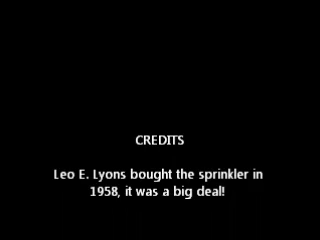 CREDITS
Leo E. Lyons bought the sprinkler in
1958, it was a big deal!